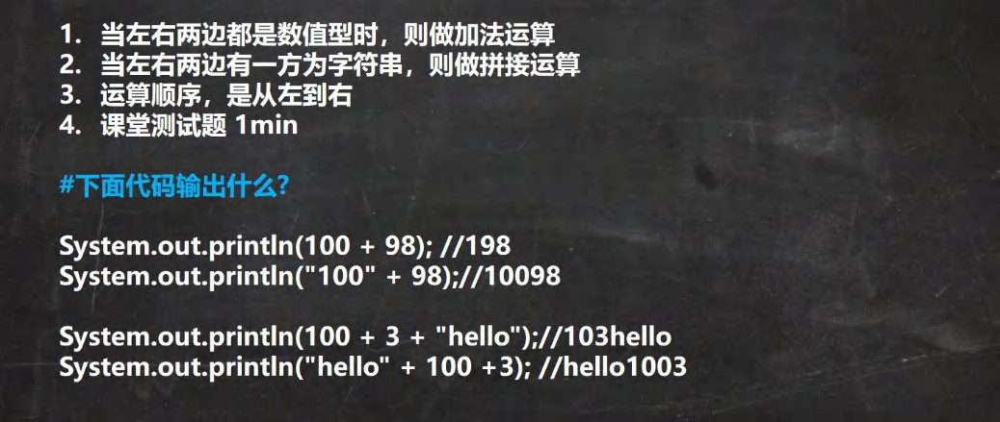 1. 当左右两边都是数值型时，则做加法运算
2. 当左右两边有一方为字符串，则做拼接运算
3. 运算顺序，是从左到右
4. 课堂测试题 1min
#下面代码输出什么?
System.out.println(100 + 98); //198
System.out.println("100" + 98);//10098
System.out.println(100 + 3 + "hello");//103hello
System.out.println("hello" + 100 +3); //hello1003